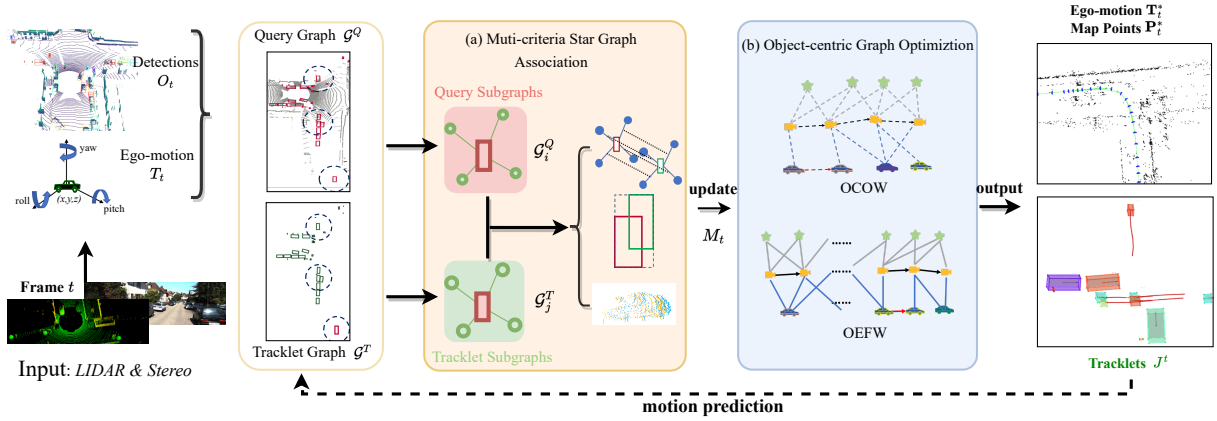 Detections
O_t
Ego-motion
T_t
yaw
roll
(x,y,z)
pitch
Frame t
Input: LIDAR & Stereo
Query Graph 𝒢^Q
Tracklet Graph 𝒢^T
(a) Muti-criteria Star Graph
Association
Query Subgraphs
𝒢_i^Q
𝒢_j^T
Tracklet Subgraphs
update
M_t
(b) Object-centric Graph Optimiztion
OCOW
......
......
......
OEFW
output
Ego-motion T_t^*
Map Points P_t^*
Tracklets J^t
motion prediction